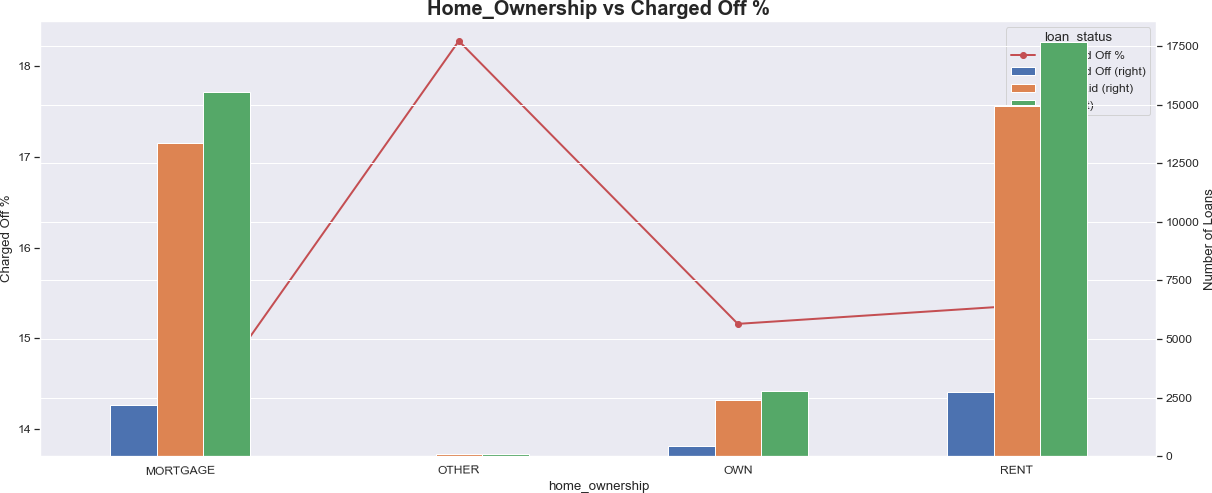 Home_Ownership vs Charged Off %
loan_status
Off %
Off (right)
(right)
18
17
16
15
14
Charged Off %
17500
15000
12500
10000
7500
5000
2500
0
Number of Loans
MORTGAGE
OTHER
OWN
RENT
home_ownership